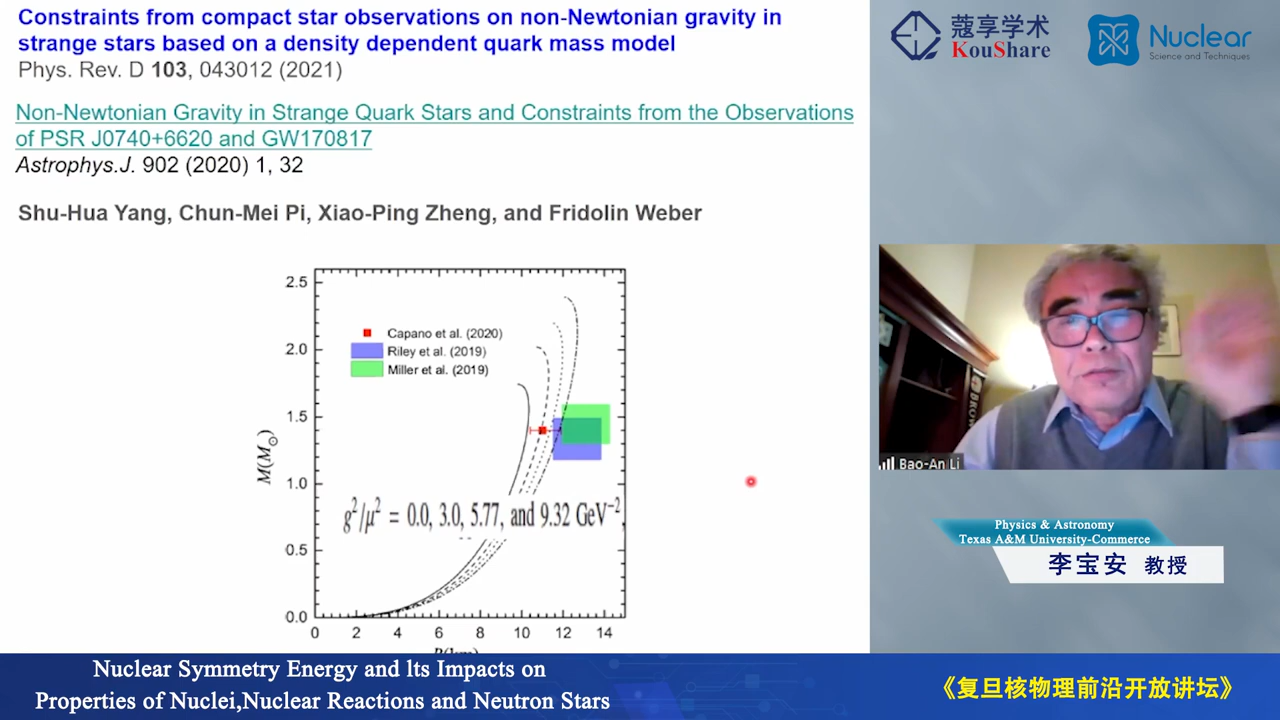 Constraints from compact star observations on non-Newtonian gravity in
strange stars based on a density dependent quark mass model
Phys. Rev. D 103, 043012 (2021)
Non-Newtonian Gravity in Strange Quark Stars and Constraints from the Observations
of PSR J0740+6620 and GW170817
Astrophys.J. 902 (2020) 1, 32
Shu-Hua Yang, Chun-Mei Pi, Xiao-Ping Zheng, and Fridolin Weber
2.5
2.0
1.5
1.0
0.5
0.0
M(M⊙)
Capano et al. (2020)
Riley et al. (2019)
Miller et al. (2019)
g²/μ² = 0.0, 3.0, 5.77, and 9.32 GeV⁻²,
0 2 4 6 8 10 12 14
蔻享学术
KouShare
Nuclear
Science and Techniques
Bao-An Li
Physics & Astronomy
Texas A&M University-Commerce
李宝安 教授
Nuclear Symmetry Energy and Its Impacts on
Properties of Nuclei,Nuclear Reactions and Neutron Stars
《复旦核物理前沿开放讲坛》